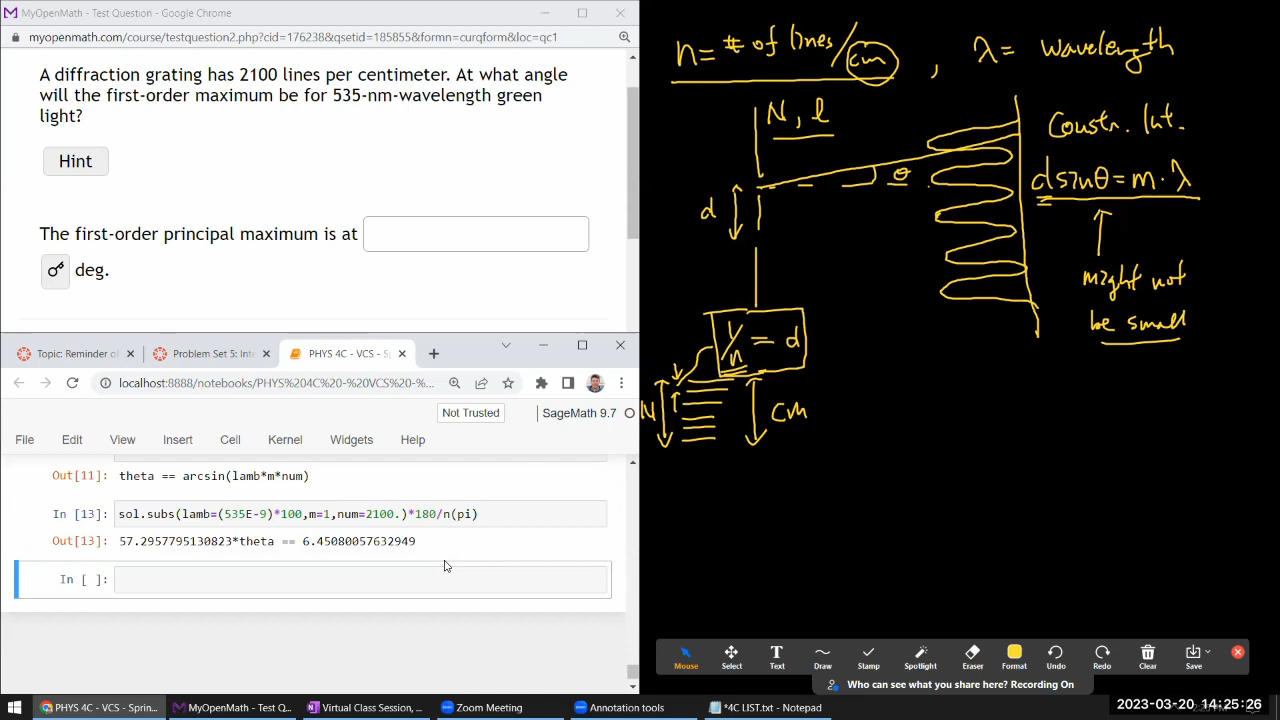 MyOpenMath - Test Question - Google Chrome
myopenmath.com/course/testquestion2.php?cid=176238&qsetid=185855&formn=curqform&loc=qc1
A diffraction grating has 2100 lines per centimeter. At what angle
will the first-order maximum be for 535-nm-wavelength green
light?
Hint
The first-order principal maximum is at
deg.
Topic: Reminder of
Problem Set 5: Inte
PHYS 4C - VCS - Sp
localhost:8888/notebooks/PHYS%204C%20-%20VCS%20-%...
Not Trusted
SageMath 9.7
File Edit View Insert Cell Kernel Widgets Help
Out[11]: theta == arcsin(lamb*m*num)
In [13]: sol.subs(lamb=(535E-9)*100,m=1,num=2100.)*180/n(pi)
Out[13]: 57.2957795130823*theta == 6.45080057632949
In [ ]:
n = # of lines/cm , λ = wavelength
N, l
Constr. Int.
θ
d sinθ = m·λ
d
might not
be small
1/n = d
N
cm
Mouse Select Text Draw Stamp Spotlight Eraser Format Undo Redo Clear Save
Who can see what you share here? Recording On
PHYS 4C - VCS - Sprin...
MyOpenMath - Test Q...
Virtual Class Session, ...
Zoom Meeting
Annotation tools
*4C LIST.txt - Notepad
2:25 PM
2023-03-20 14:25:26